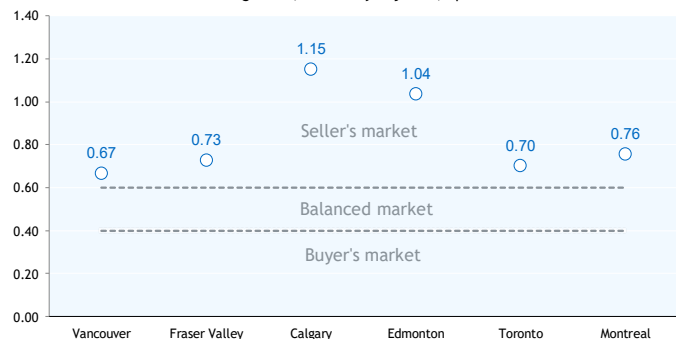 1.40
1.20
1.00
0.80
0.60
0.40
0.20
0.00
0.67
0.73
1.15
1.04
0.70
0.76
Seller's market
Balanced market
Buyer's market
Vancouver
Fraser Valley
Calgary
Edmonton
Toronto
Montreal